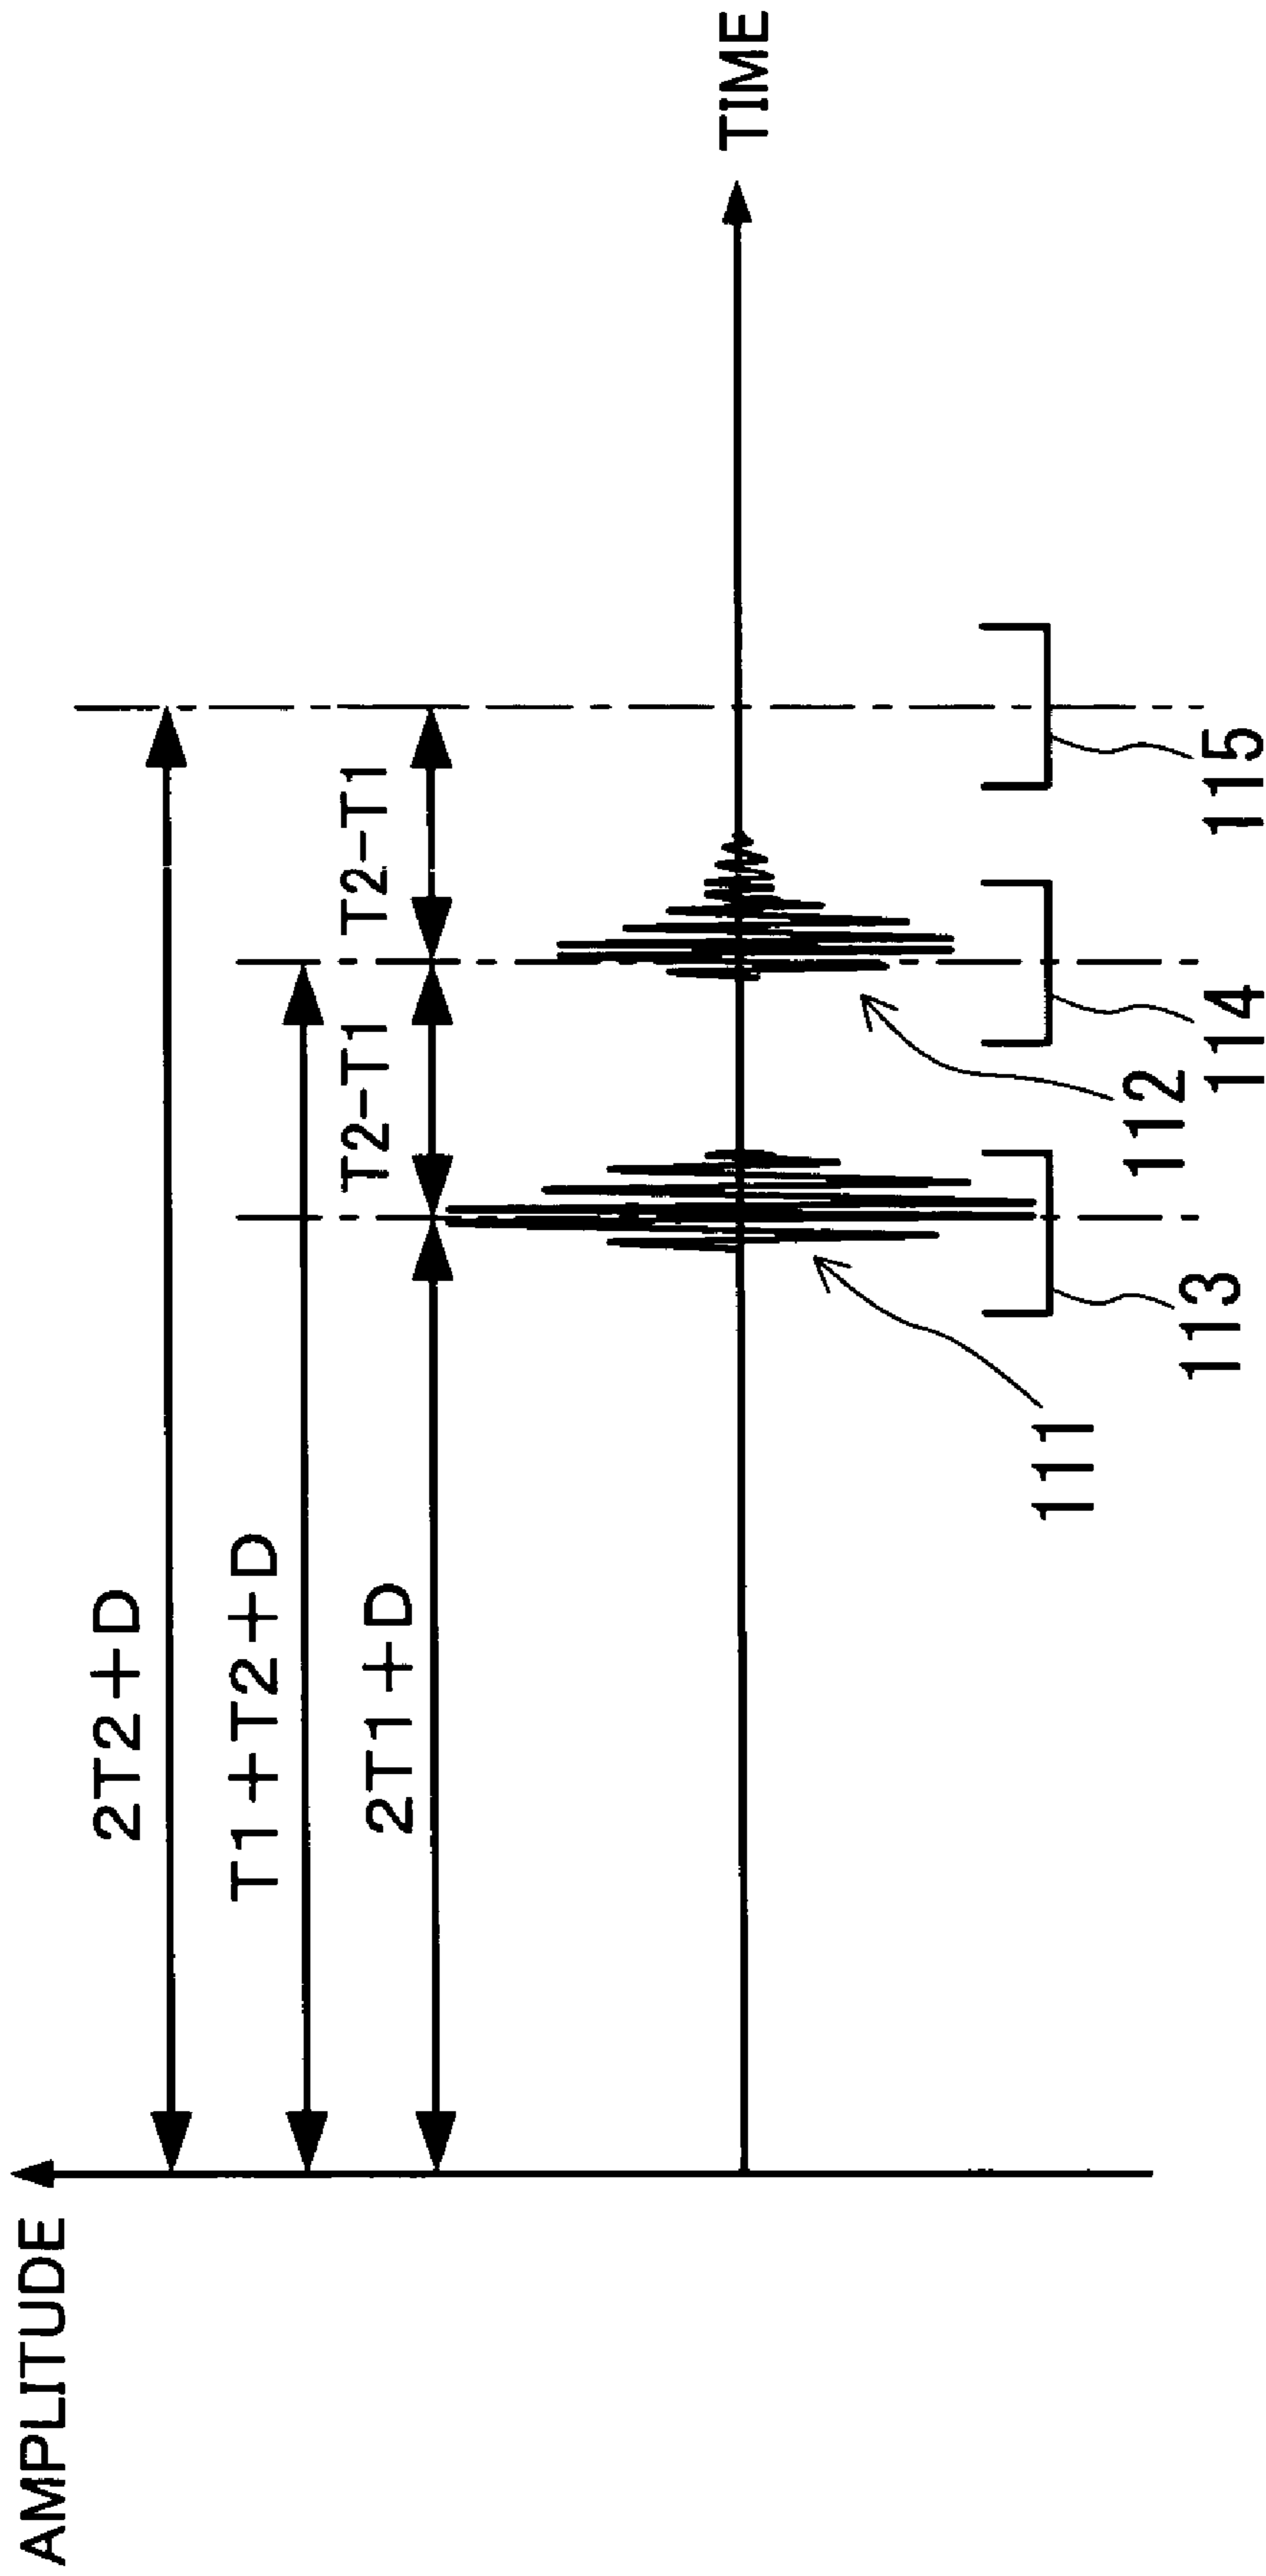 AMPLITUDE
2T2+D
T1+T2+D
T2-T1
T2-T1
2T1+D
TIME
111
112
113
114
115